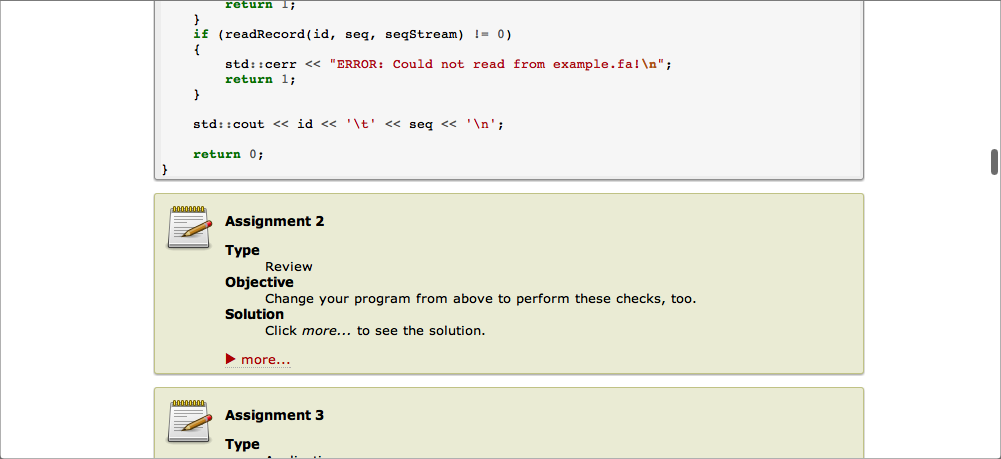 return 1;
}
if (readRecord(id, seq, seqStream) != 0)
{
std::cerr << "ERROR: Could not read from example.fa!\n";
return 1;
}
std::cout << id << '\t' << seq << '\n';
return 0;
}
Assignment 2
Type
Review
Objective
Change your program from above to perform these checks, too.
Solution
Click more... to see the solution.
▶ more...
Assignment 3
Type